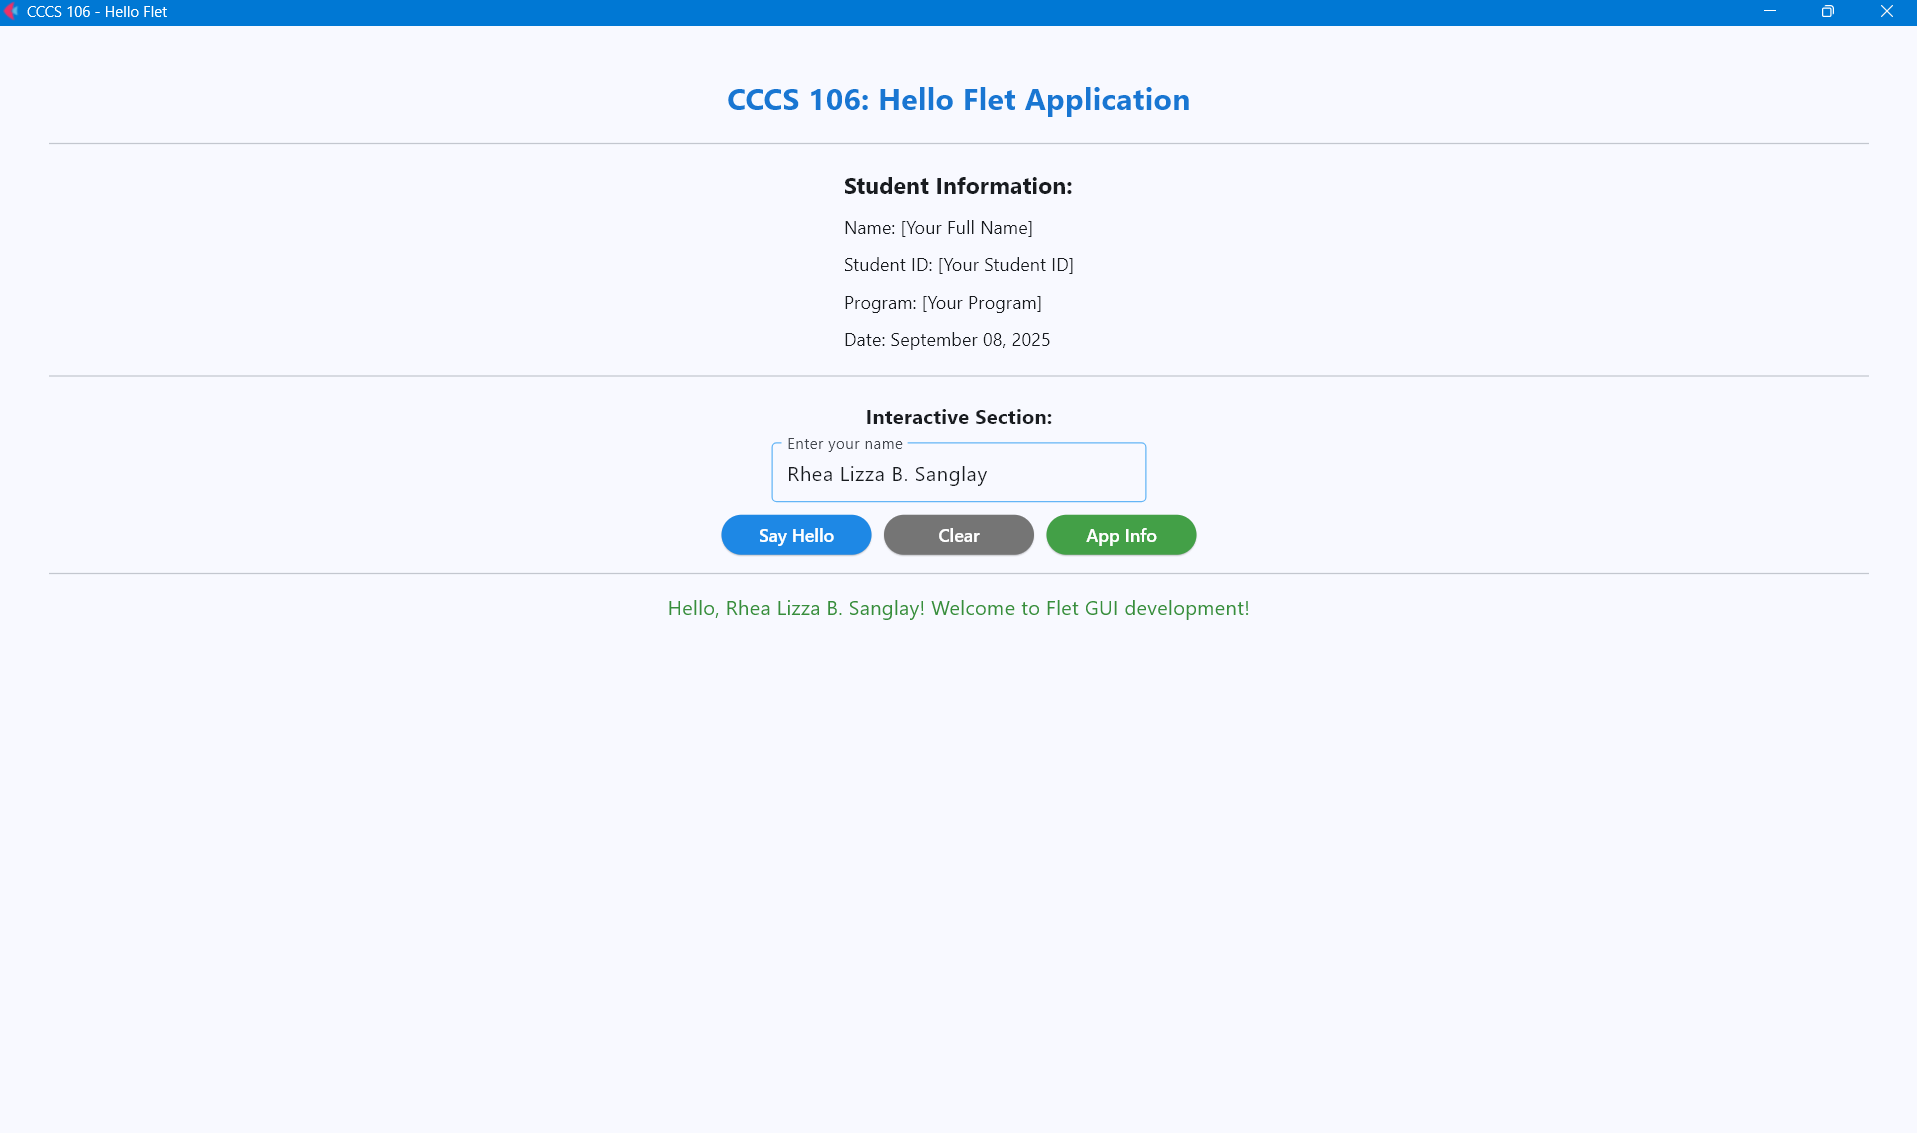 CCCS 106 - Hello Flet
CCCS 106: Hello Flet Application
Student Information:
Name: [Your Full Name]
Student ID: [Your Student ID]
Program: [Your Program]
Date: September 08, 2025
Interactive Section:
Enter your name
Rhea Lizza B. Sanglay
Say Hello Clear App Info
Hello, Rhea Lizza B. Sanglay! Welcome to Flet GUI development!